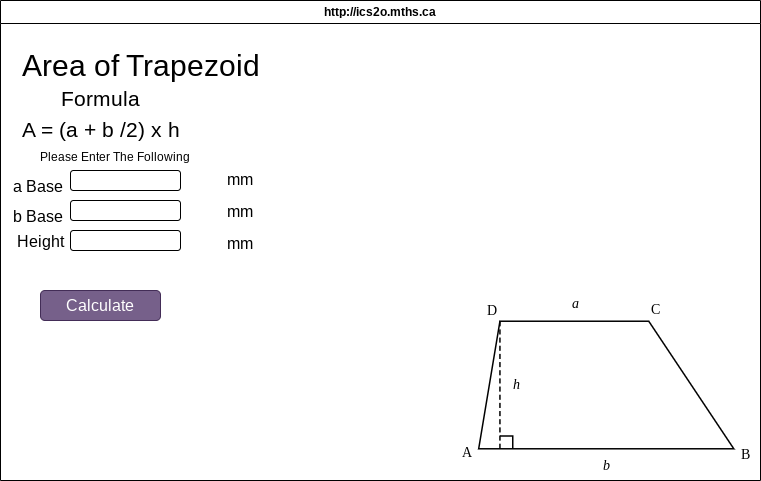 http://ics2o.mths.ca
Area of Trapezoid
Formula
A = (a + b /2) x h
Please Enter The Following
a Base
mm
b Base
mm
Height
mm
Calculate
D
a
C
h
A
B
b